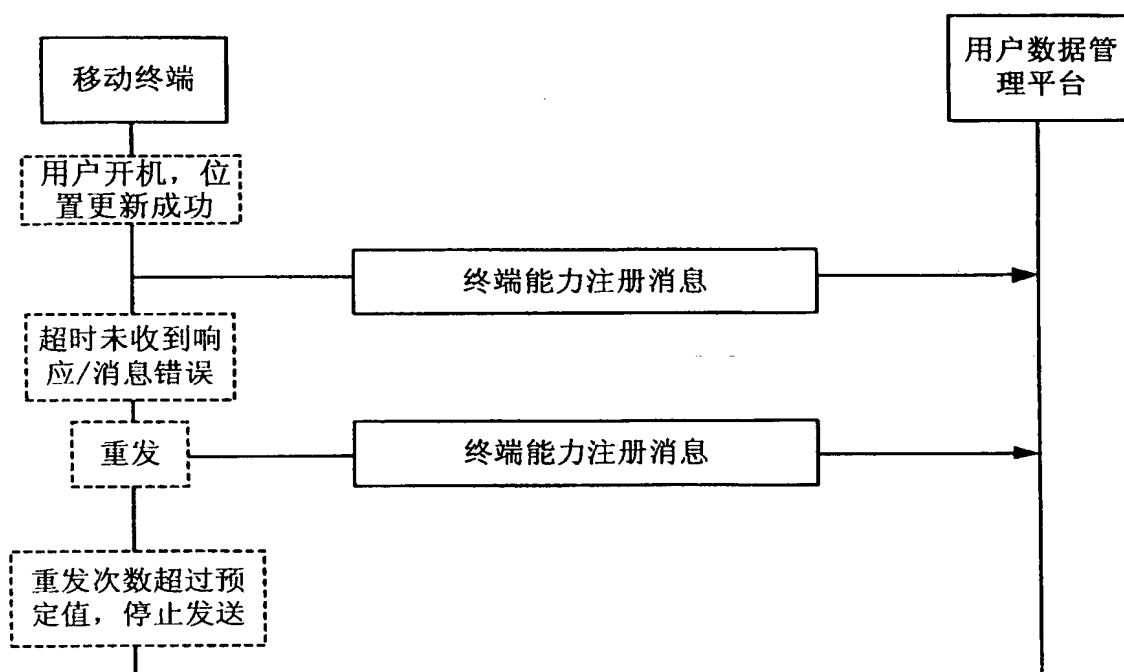 移动终端
用户数据管
理平台
用户开机，位
置更新成功
终端能力注册消息
超时未收到响
应/消息错误
重发
终端能力注册消息
重发次数超过预
定值，停止发送